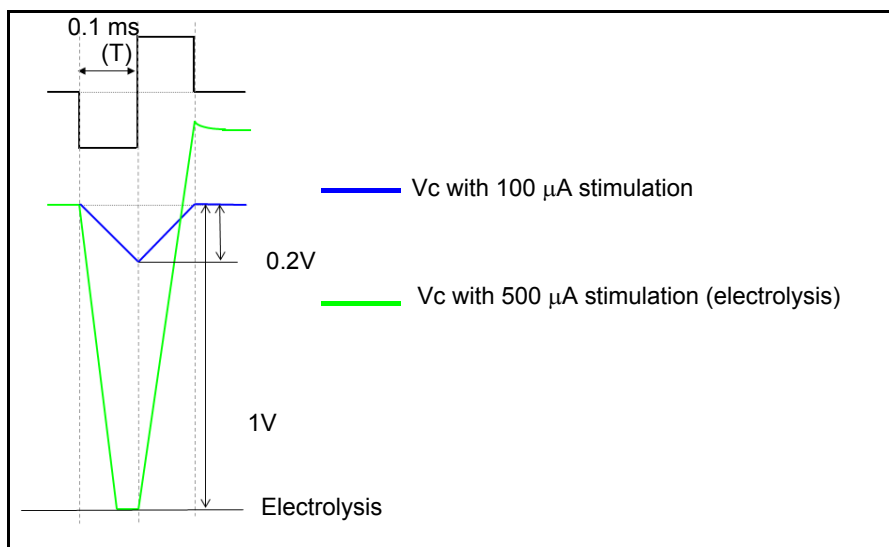 0.1 ms
(T)
Vc with 100 μA stimulation
0.2V
Vc with 500 μA stimulation (electrolysis)
1V
Electrolysis